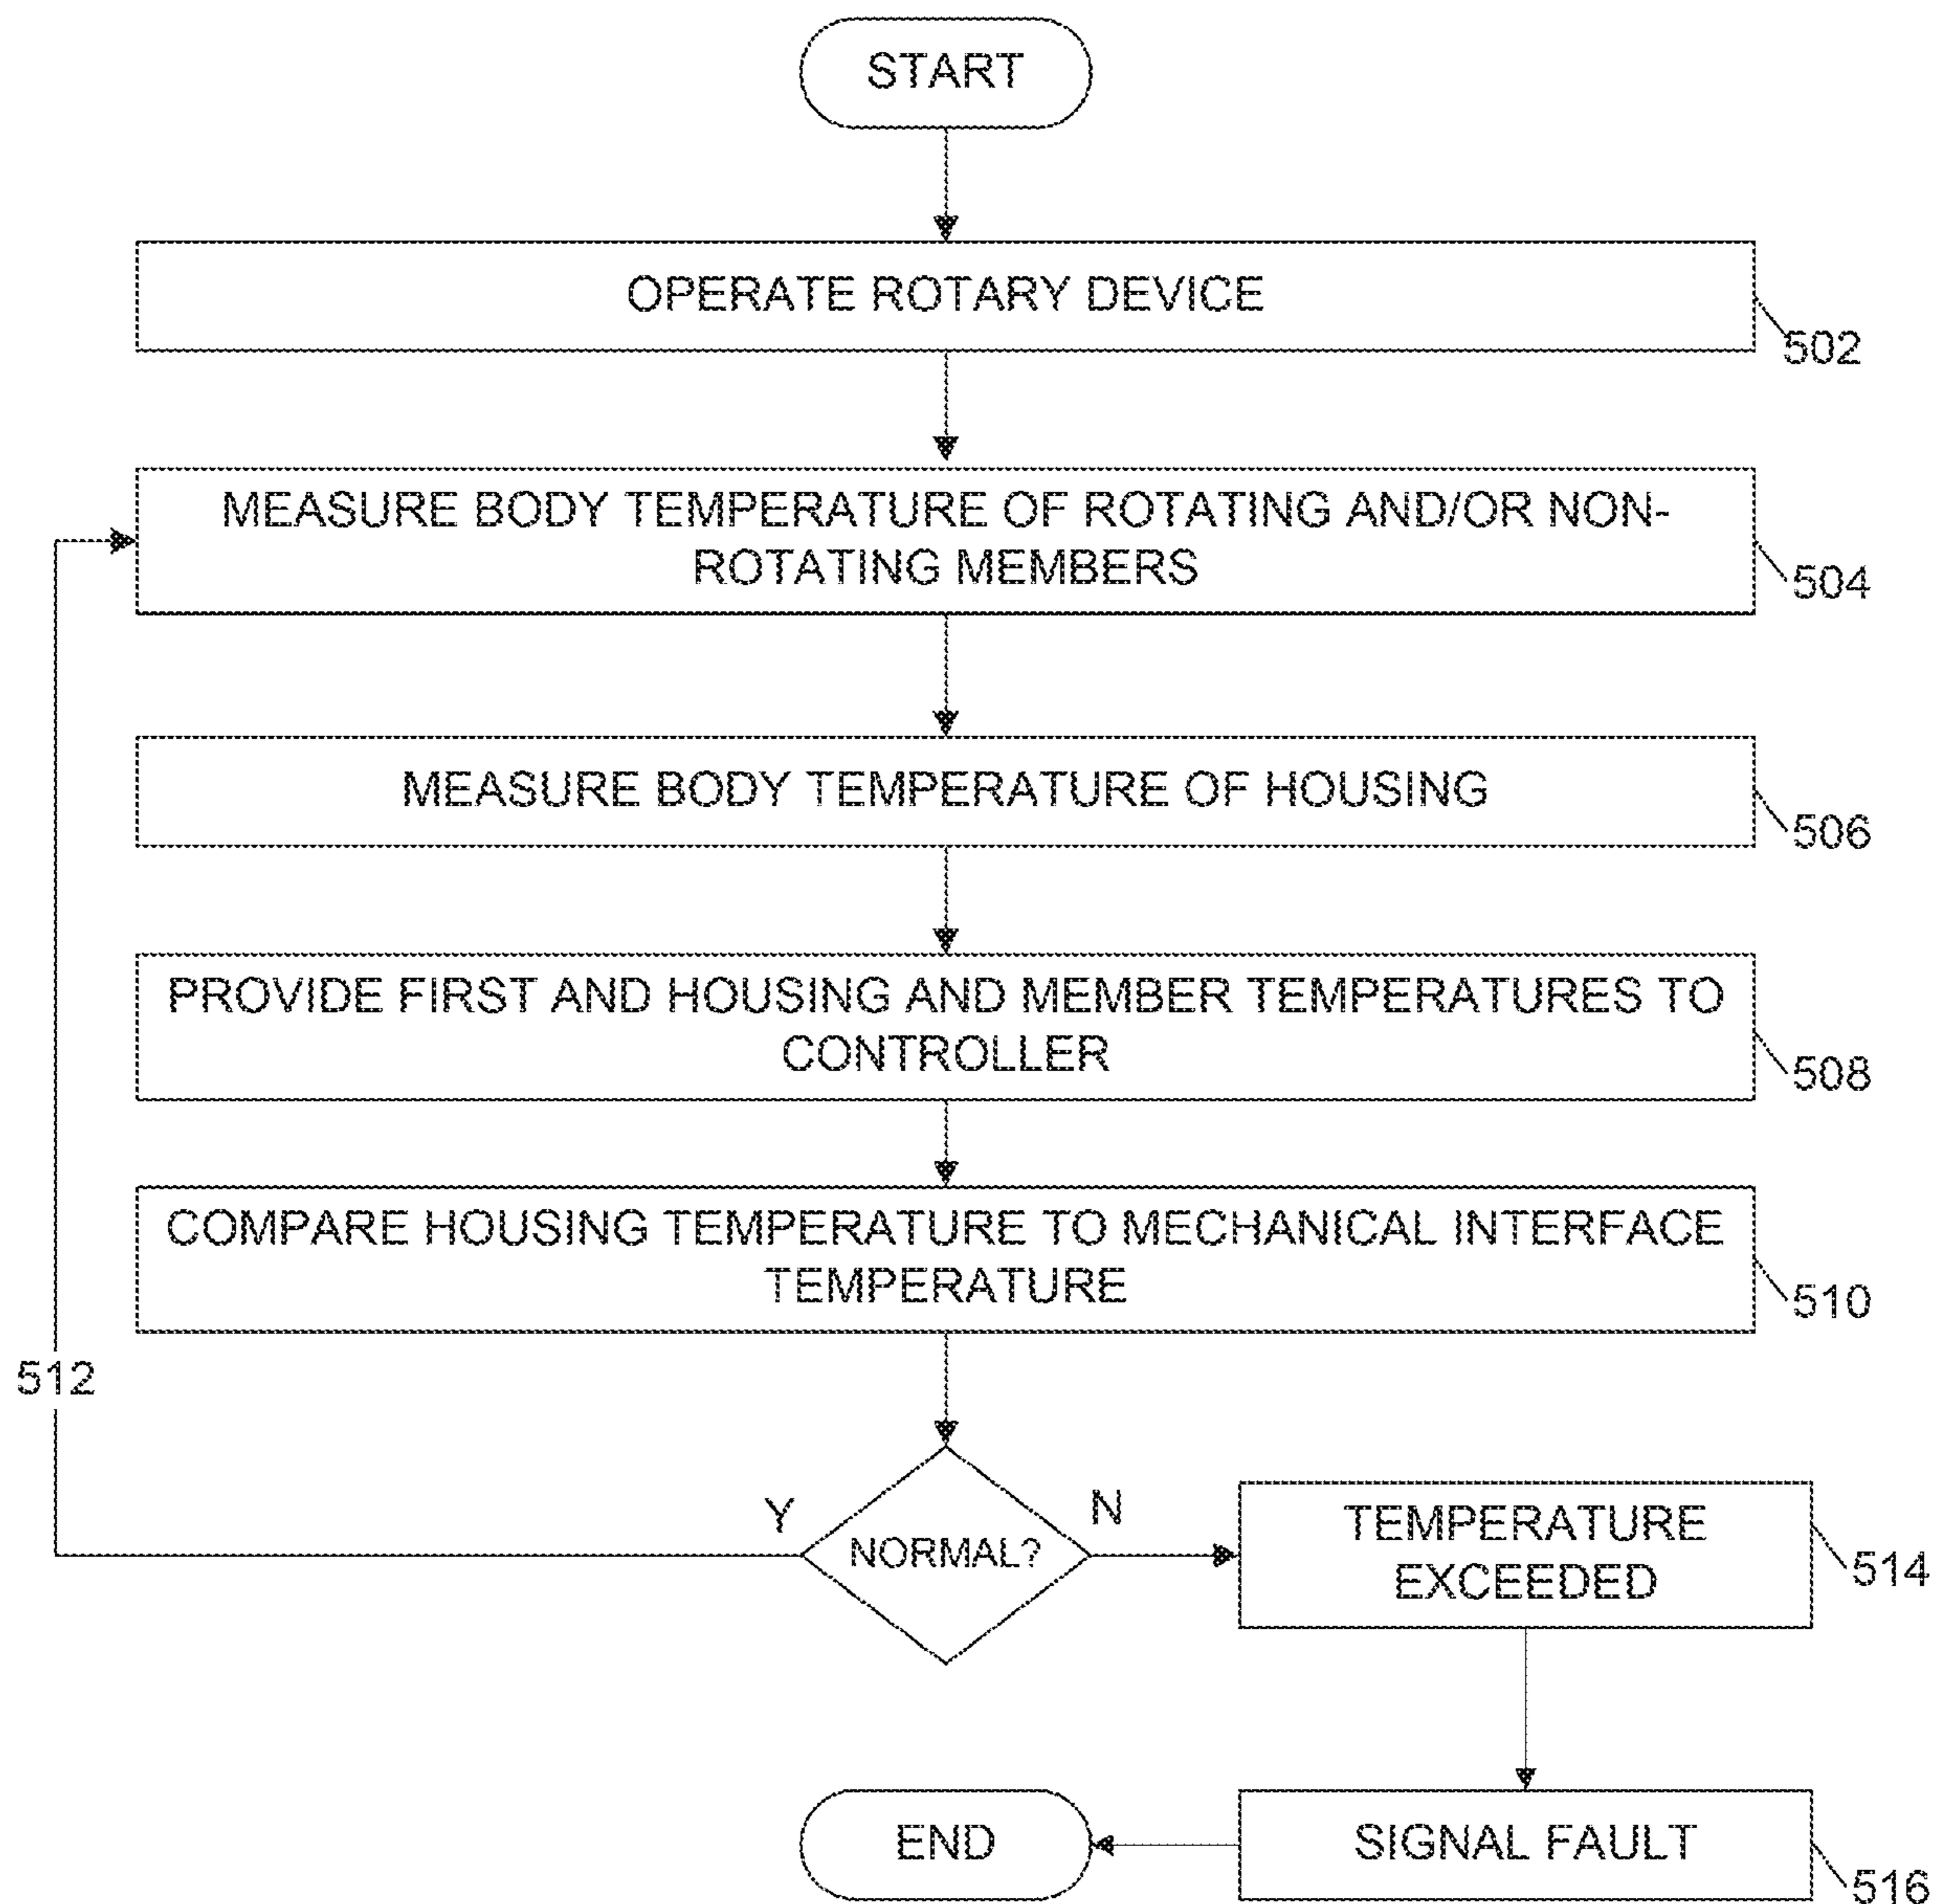 START
OPERATE ROTARY DEVICE
502
MEASURE BODY TEMPERATURE OF ROTATING AND/OR NON-
ROTATING MEMBERS
504
MEASURE BODY TEMPERATURE OF HOUSING
506
PROVIDE FIRST AND HOUSING AND MEMBER TEMPERATURES TO
CONTROLLER
508
COMPARE HOUSING TEMPERATURE TO MECHANICAL INTERFACE
TEMPERATURE
510
512
Y
NORMAL?
N
TEMPERATURE
EXCEEDED
514
END
SIGNAL FAULT
516